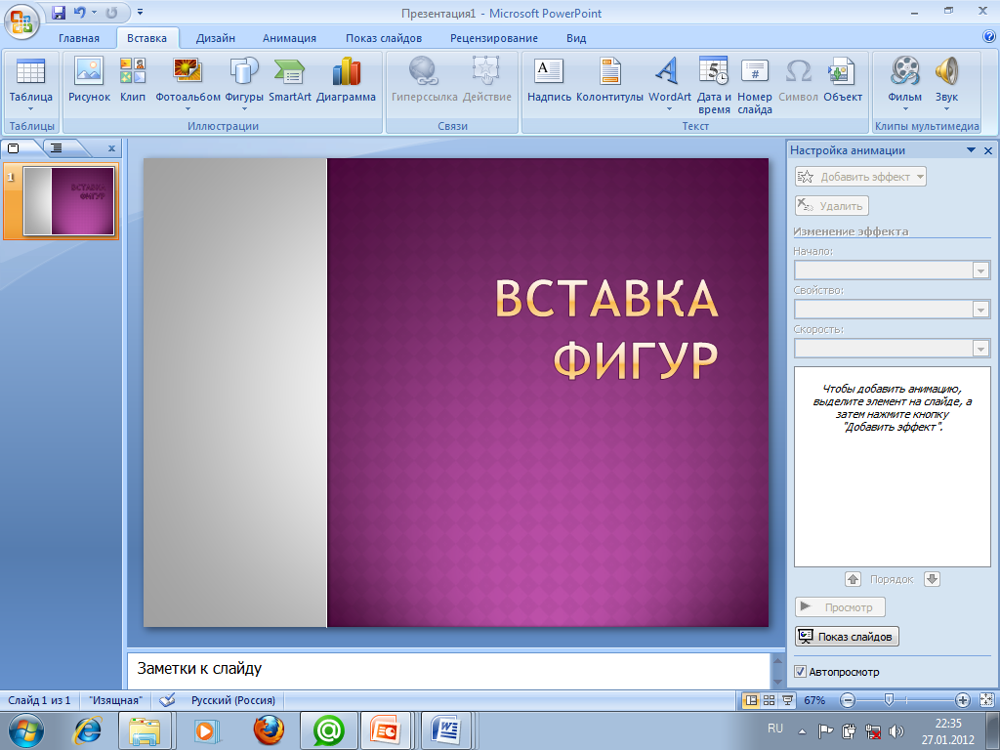 Презентация1 - Microsoft PowerPoint
Главная Вставка Дизайн Анимация Показ слайдов Рецензирование Вид
Таблица Рисунок Клип Фотоальбом Фигуры SmartArt Диаграмма Гиперссылка Действие Надпись Колонтитулы WordArt Дата и время Номер слайда Символ Объект Фильм Звук
Таблицы Иллюстрации Связи Текст Клипы мультимедиа
1
ВСТАВКА
ФИГУР
ВСТАВКА
ФИГУР
Настройка анимации
Добавить эффект
Удалить
Изменение эффекта
Начало:
Свойство:
Скорость:
Чтобы добавить анимацию,
выделите элемент на слайде, а
затем нажмите кнопку
"Добавить эффект".
Порядок
Просмотр
Показ слайдов
Автопросмотр
Заметки к слайду
Слайд 1 из 1 "Изящная" Русский (Россия) 67%
RU 22:35
27.01.2012